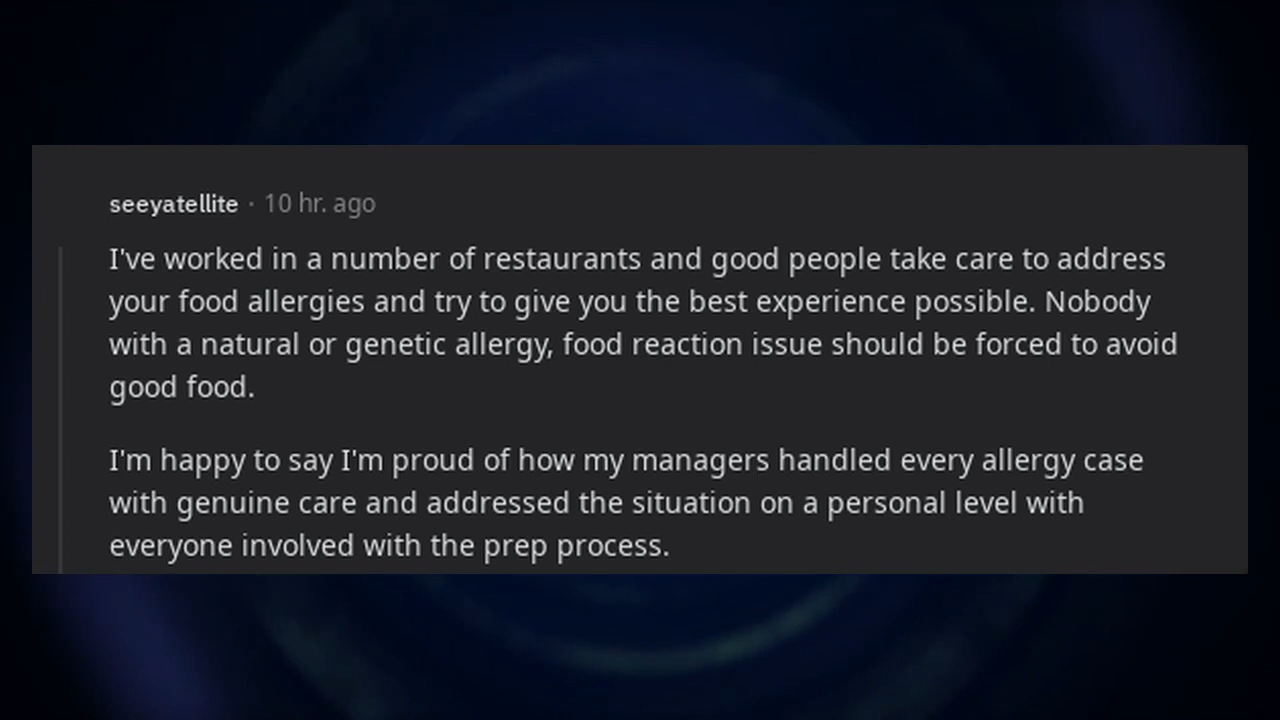 seeyatellite · 10 hr. ago
I've worked in a number of restaurants and good people take care to address
your food allergies and try to give you the best experience possible. Nobody
with a natural or genetic allergy, food reaction issue should be forced to avoid
good food.
I'm happy to say I'm proud of how my managers handled every allergy case
with genuine care and addressed the situation on a personal level with
everyone involved with the prep process.